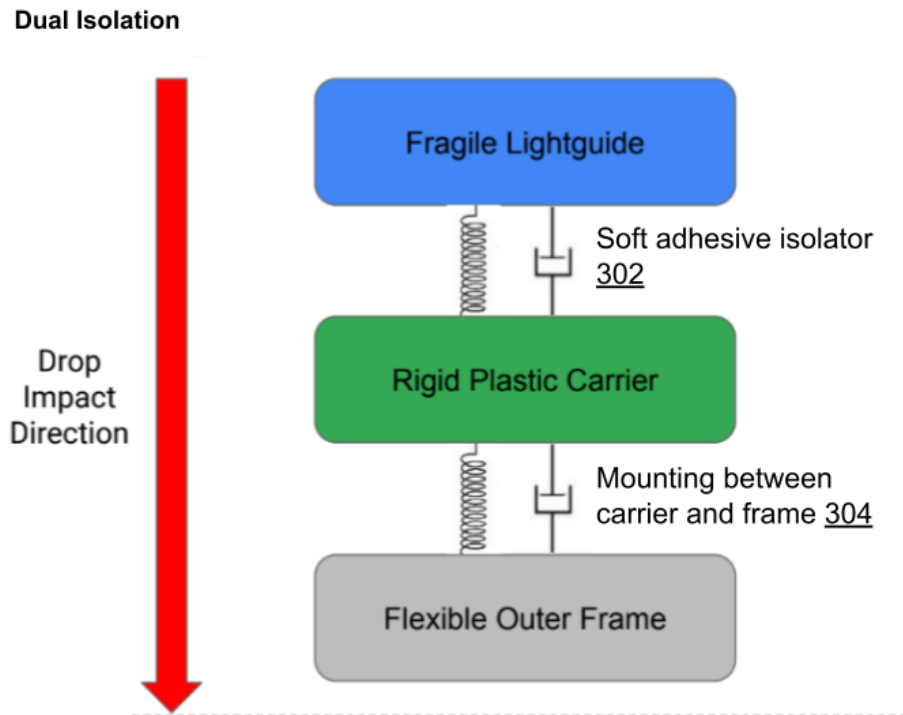 Dual Isolation
Fragile Lightguide
Soft adhesive isolator
302
Drop
Impact
Direction
Rigid Plastic Carrier
Mounting between
carrier and frame 304
Flexible Outer Frame